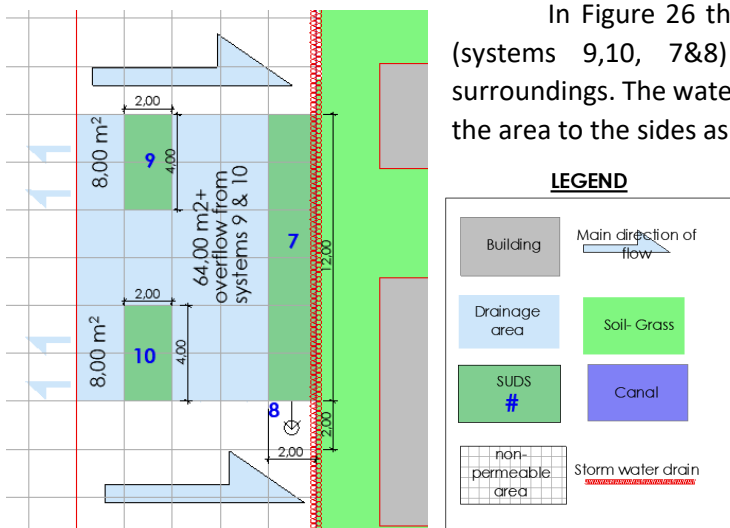 In Figure 26 th
(systems 9,10, 7&8)
surroundings. The wate
the area to the sides as
2,00
8,00 m²
9
4,00
64,00 m2+
overflow from
systems 9 & 10
7
12,00
2,00
8,00 m²
10
4,00
8
2,00
2,00
LEGEND
Building
Main direction of
flow
Drainage
area
Soil- Grass
SUDS
#
Canal
non-
permeable
area
Storm water drain